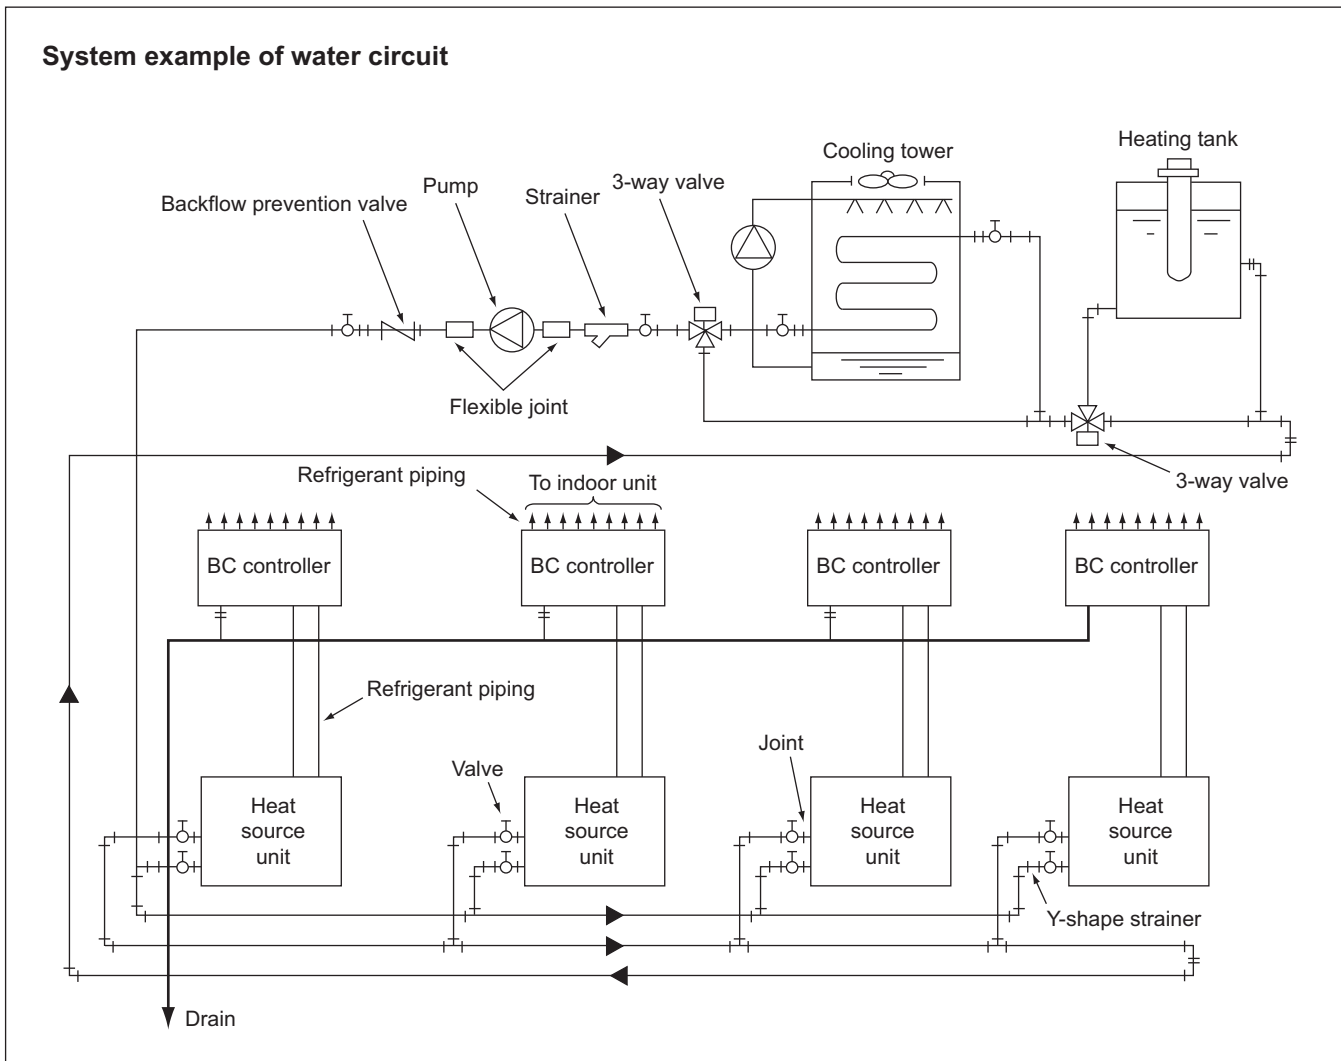 System example of water circuit
Heating tank
Cooling tower
3-way valve
Pump
Strainer
Backflow prevention valve
Flexible joint
Refrigerant piping
To indoor unit
3-way valve
BC controller
BC controller
BC controller
BC controller
Refrigerant piping
Joint
Valve
Heat
source
unit
Heat
source
unit
Heat
source
unit
Heat
source
unit
Y-shape strainer
Drain